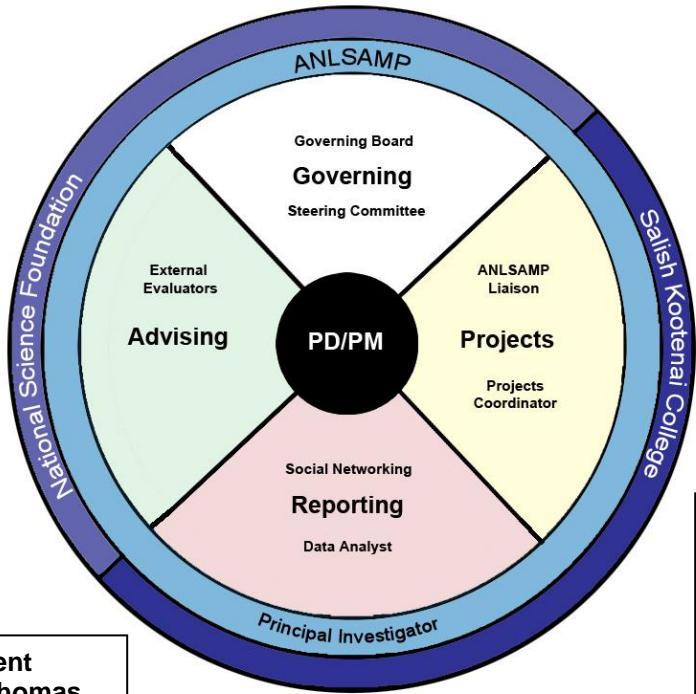 ANLSAMP
National Science Foundation
Salish Kootenai College
Governing Board
Governing
Steering Committee
External
Evaluators
Advising
PD/PM
ANLSAMP
Liaison
Projects
Projects
Coordinator
Social Networking
Reporting
Data Analyst
Principal Investigator
ent
homas